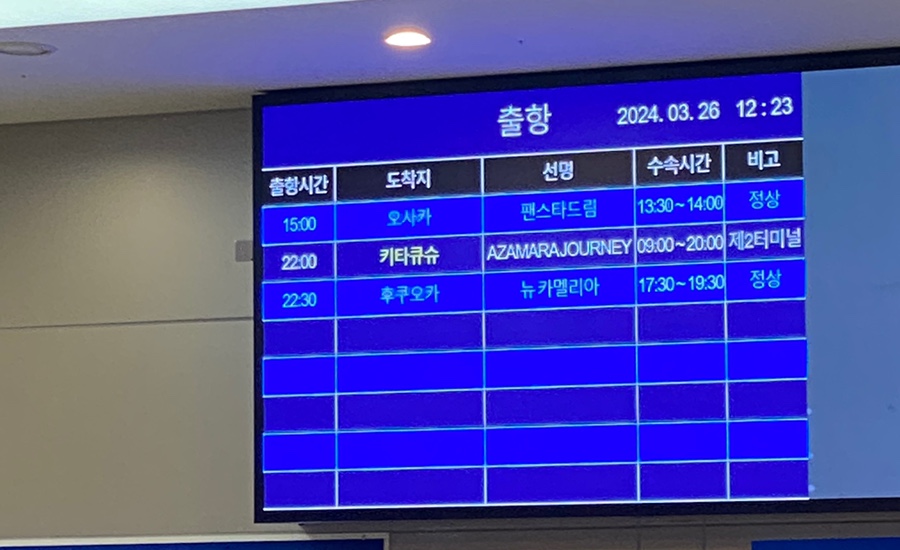 출항 2024. 03. 26 12 : 23
출항시간 도착지 선명 수속시간 비고
15:00 오사카 팬스타드림 13:30~14:00 정상
22:00 키타큐슈 AZAMARA JOURNEY 09:00~20:00 제2터미널
22:30 후쿠오카 뉴카멜리아 17:30~19:30 정상